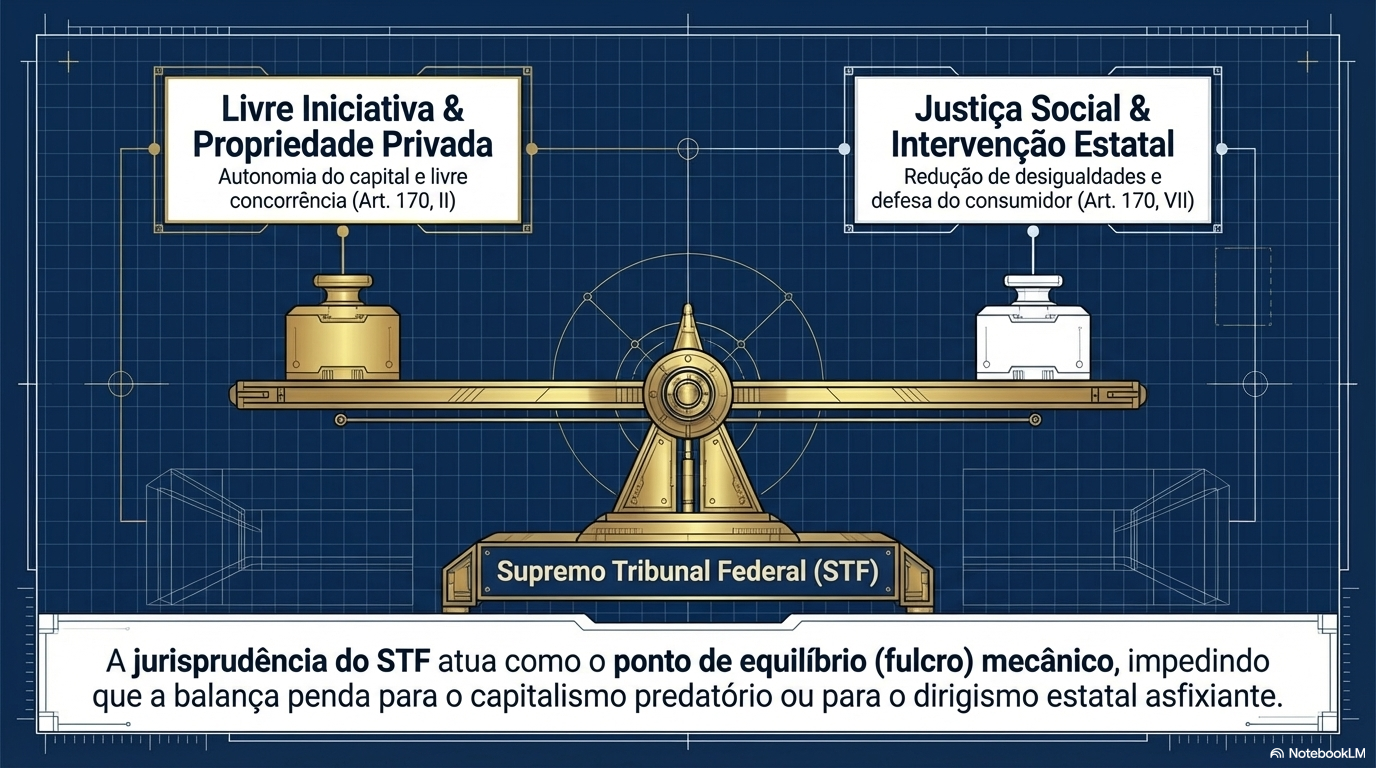 Livre Iniciativa &
Propriedade Privada
Autonomia do capital e livre
concorrência (Art. 170, II)
Justiça Social &
Intervenção Estatal
Redução de desigualdades e
defesa do consumidor (Art. 170, VII)
Supremo Tribunal Federal (STF)
A jurisprudência do STF atua como o ponto de equilíbrio (fulcro) mecânico, impedindo
que a balança penda para o capitalismo predatório ou para o dirigismo estatal asfixiante.
NotebookLM